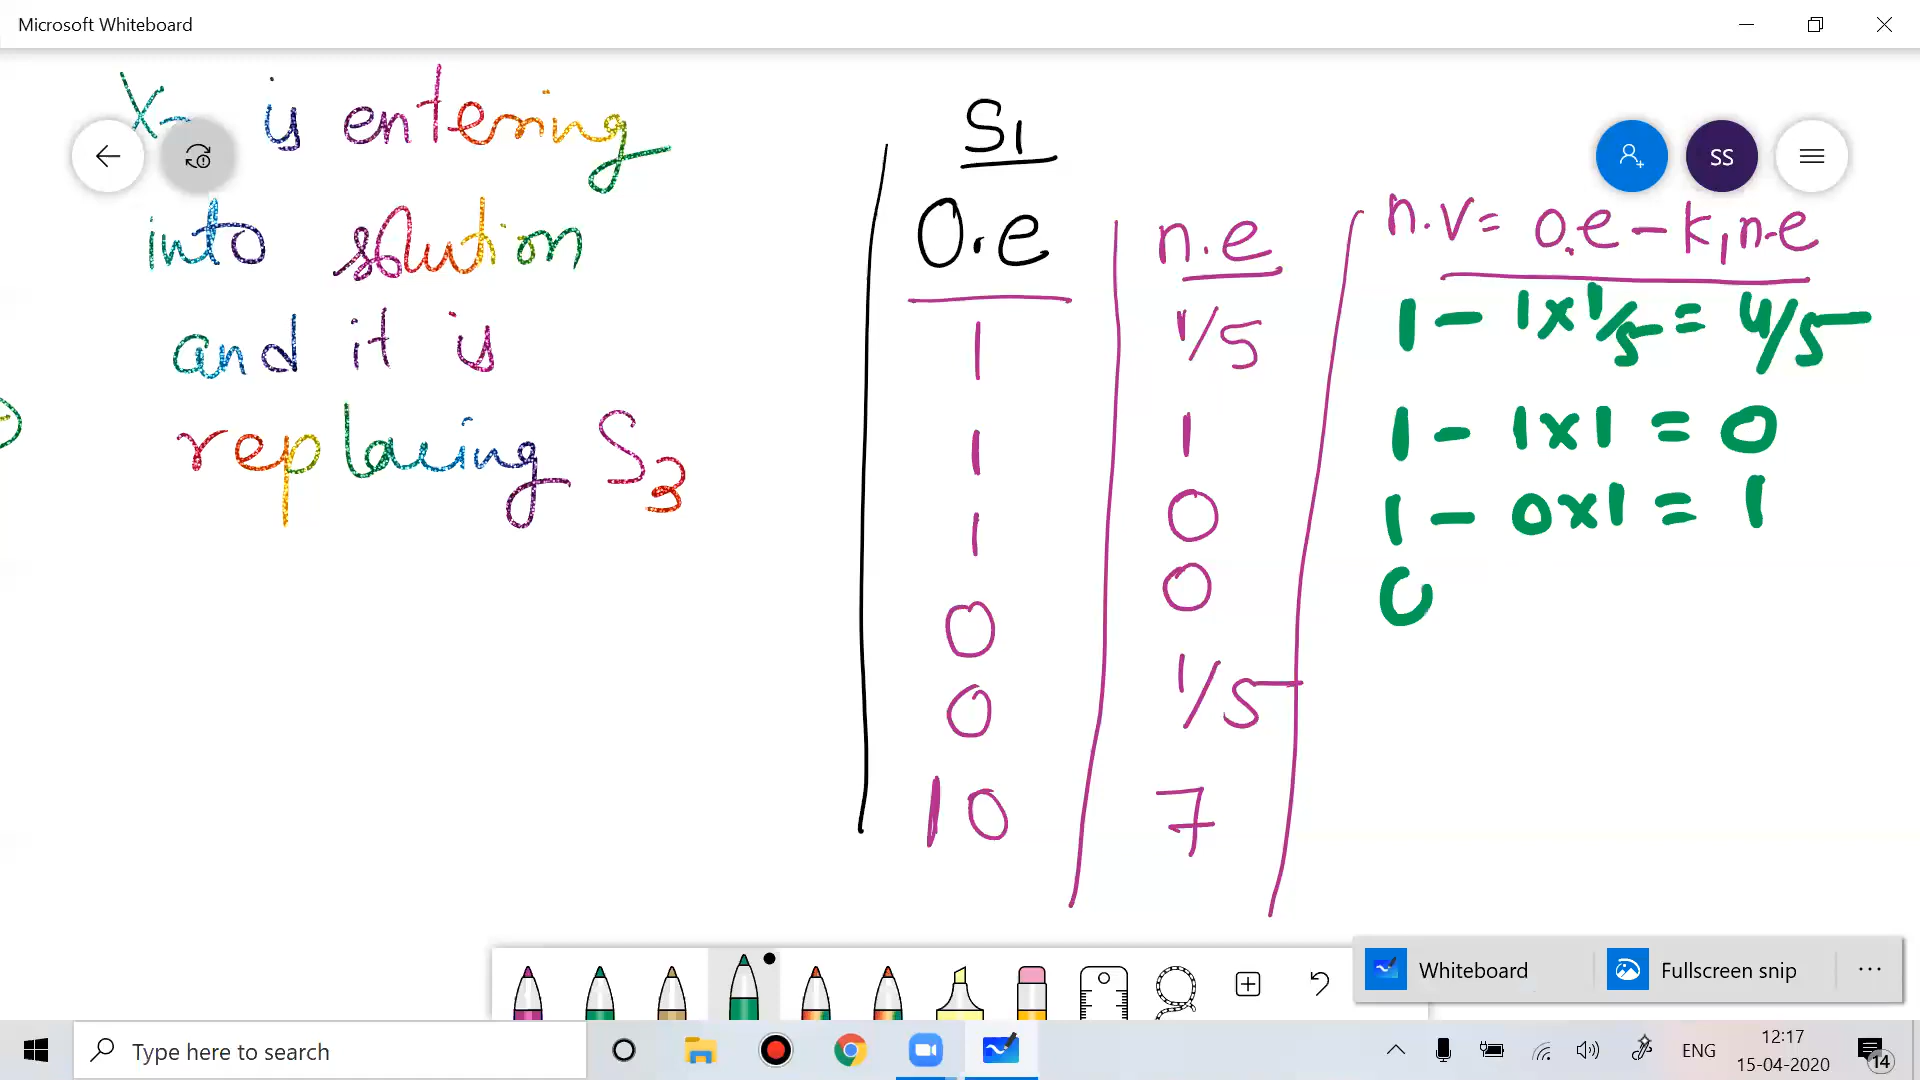 Microsoft Whiteboard
is entering
into solution
and it is
replacing S3
S1
O.e
n.e
n.v = o.e - k, n-e
1
1/5
1 - 1x1/5 = 4/5
1
1
1 - 1x1 = 0
1
0
1 - 0x1 = 1
0
0
0
0
1/5
10
7
SS
Whiteboard
Fullscreen snip
Type here to search
ENG
12:17
15-04-2020
14